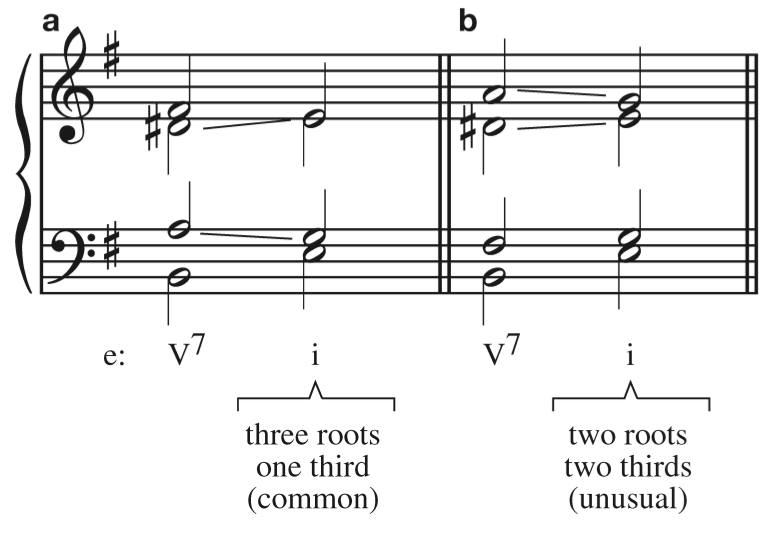 a b
e: V7 i V7 i
three roots two roots
one third two thirds
(common) (unusual)